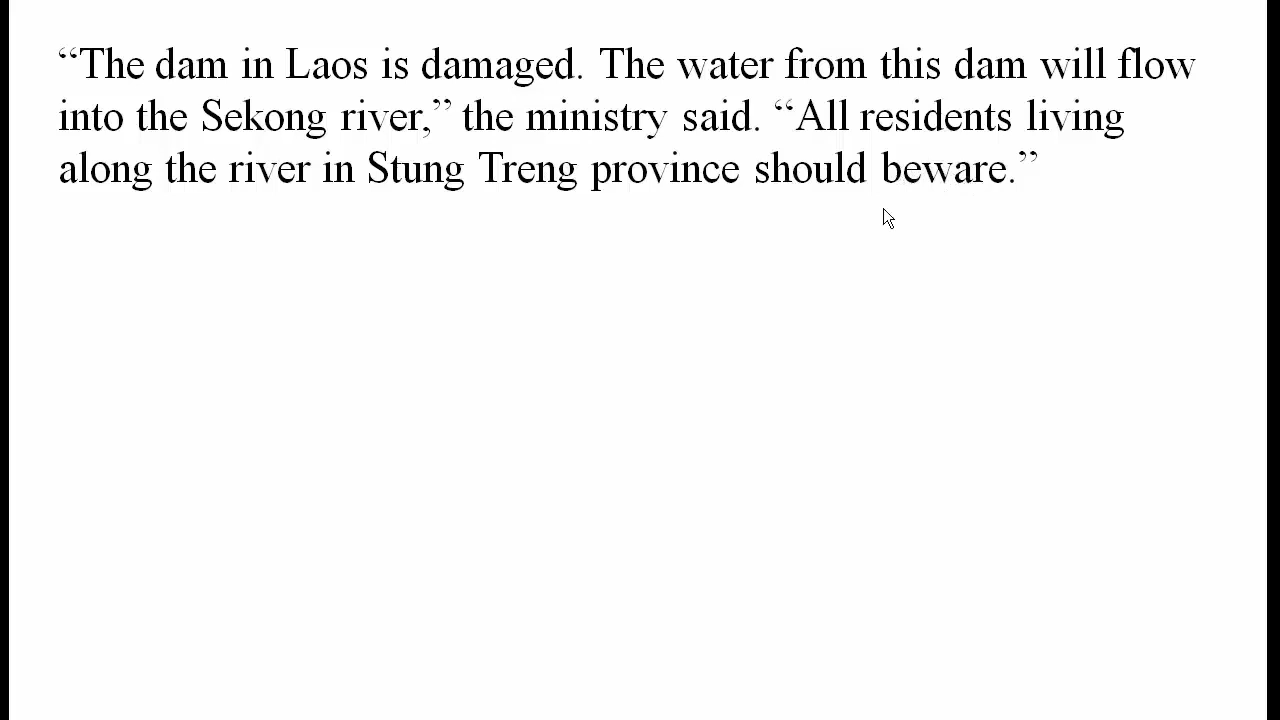 “The dam in Laos is damaged. The water from this dam will flow
into the Sekong river,” the ministry said. “All residents living
along the river in Stung Treng province should beware.”